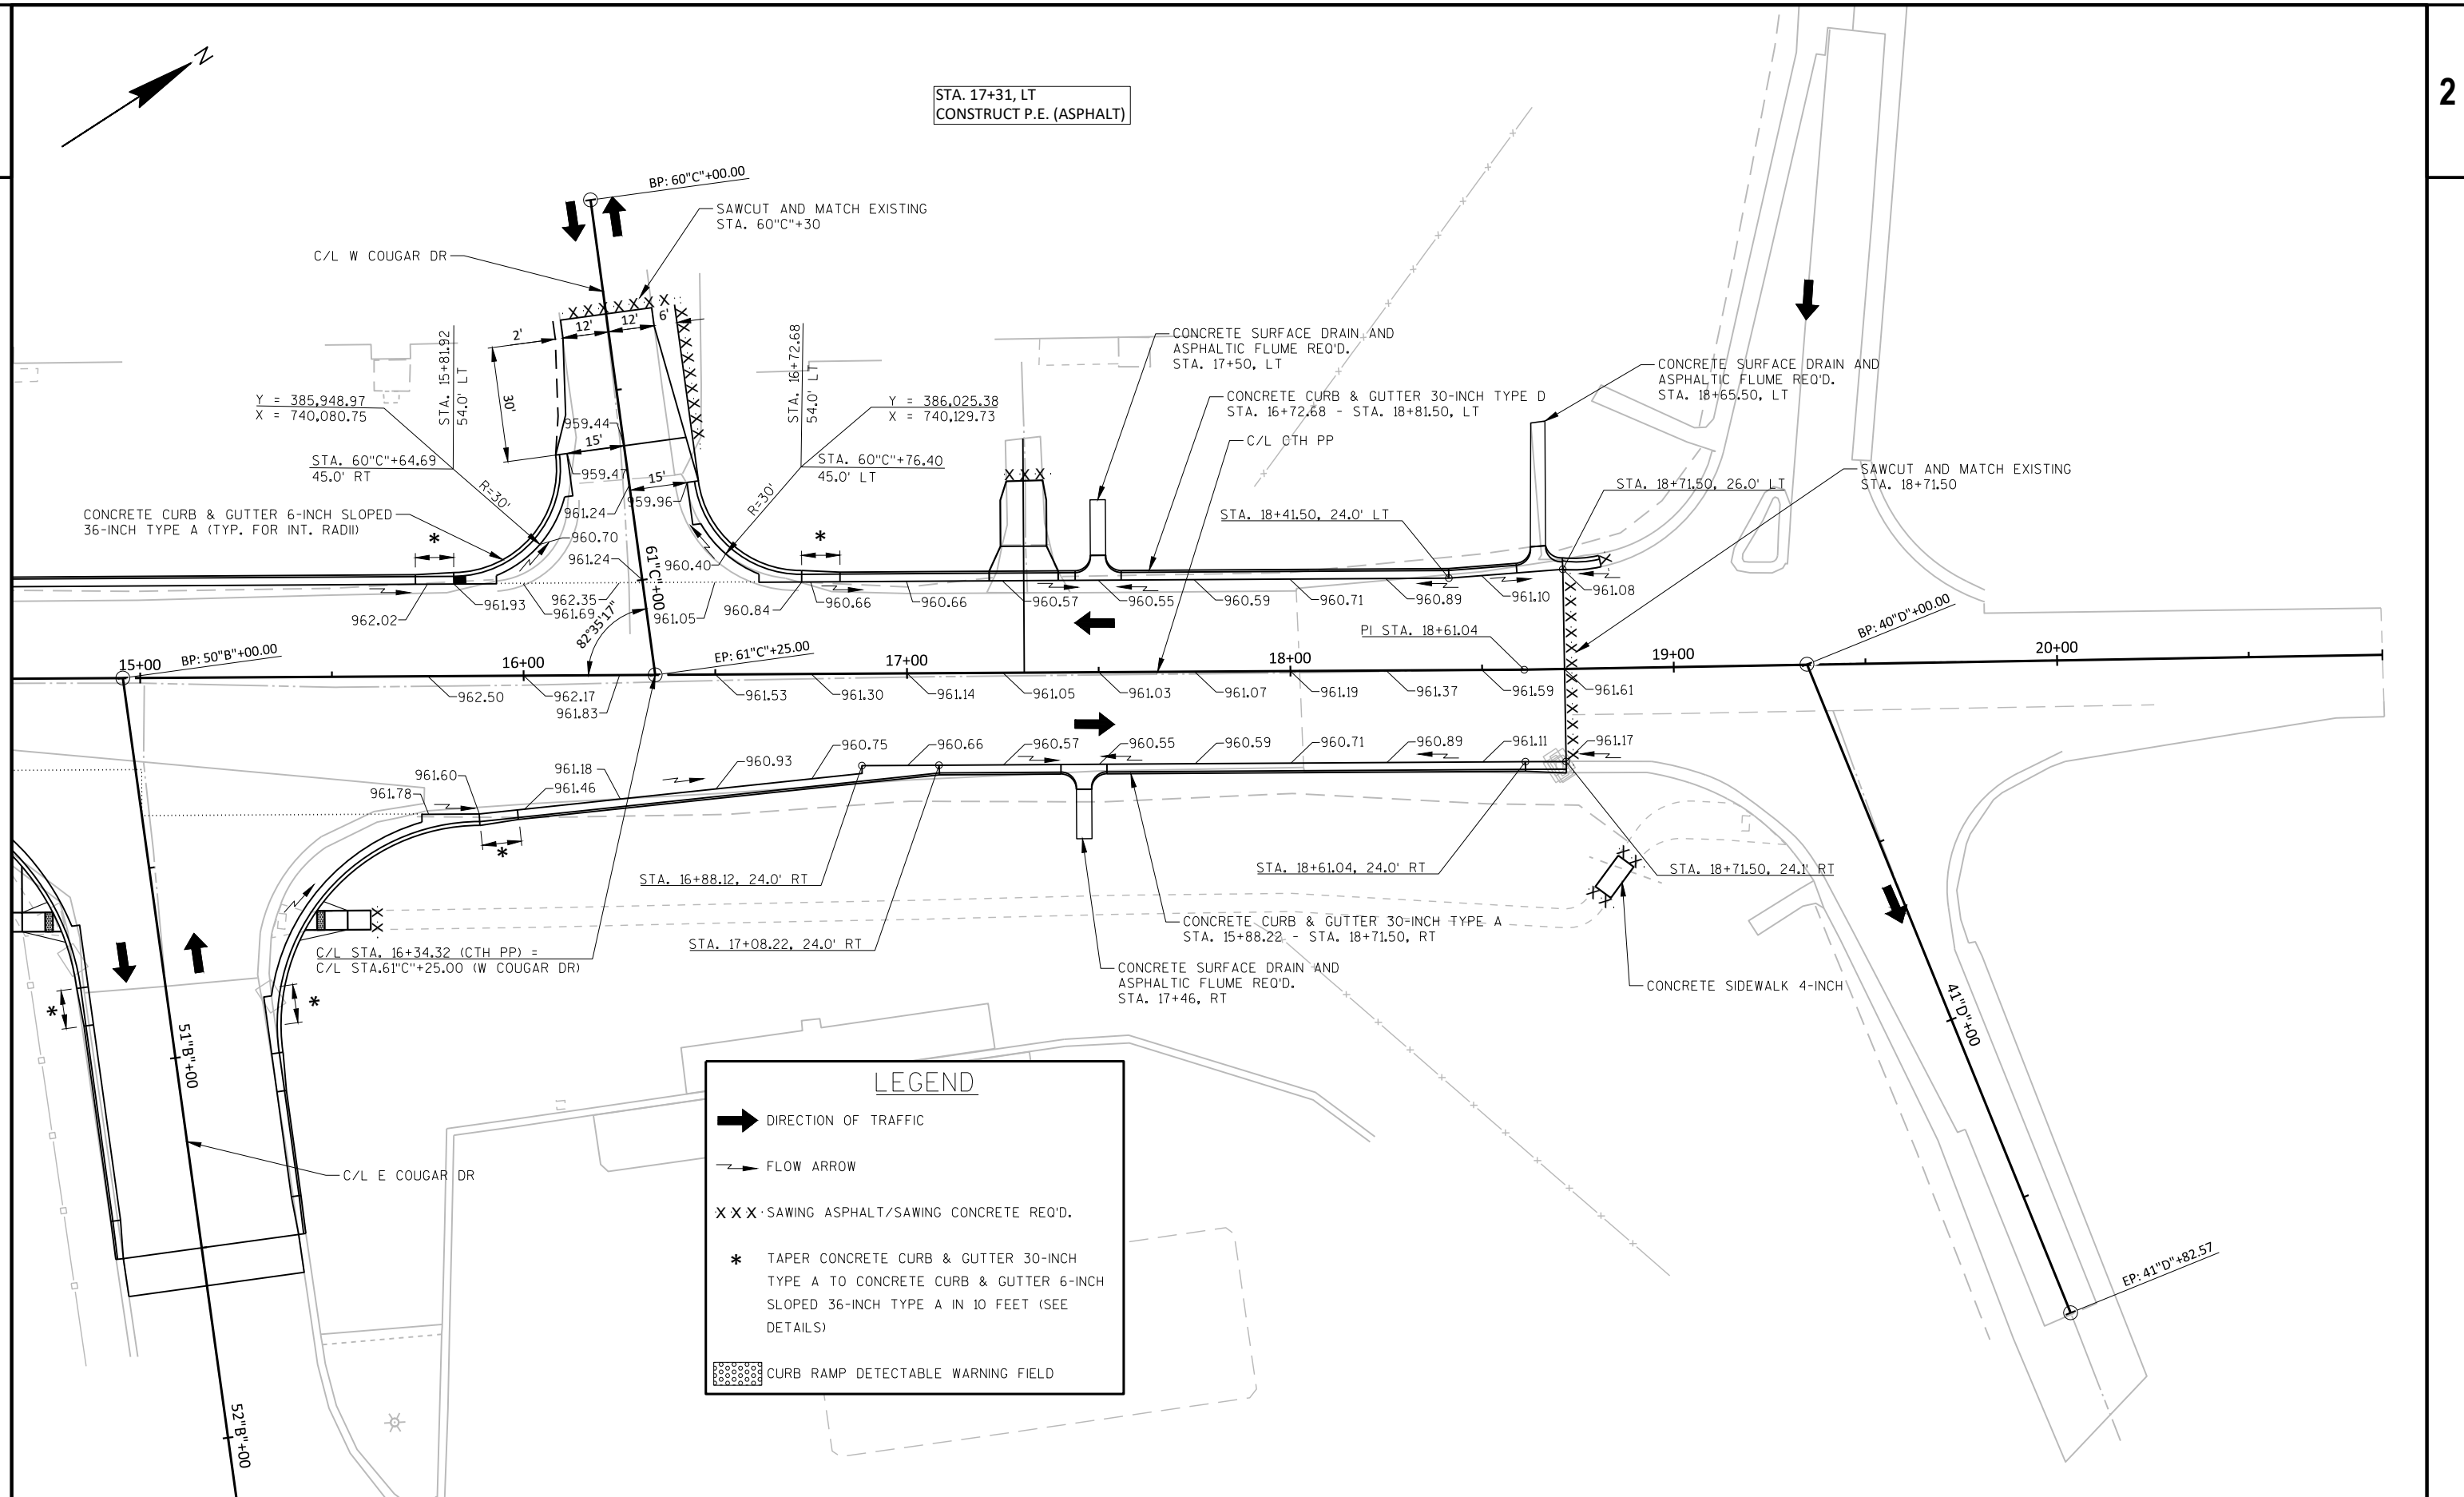 2
N
STA. 17+31, LT
CONSTRUCT P.E. (ASPHALT)
BP: 60"C"+00.00
SAWCUT AND MATCH EXISTING
STA. 60"C"+30
C/L W COUGAR DR
12'
12'
6'
2'
30'
STA. 15+81.92
54.0' LT
STA. 16+72.68
54.0' LT
Y = 385,948.97
X = 740,080.75
Y = 386,025.38
X = 740,129.73
STA. 60"C"+64.69
45.0' RT
STA. 60"C"+76.40
45.0' LT
959.44
15'
959.47
15'
959.96
R=30'
R=30'
961.24
960.70
961.24
960.40
CONCRETE CURB & GUTTER 6-INCH SLOPED
36-INCH TYPE A (TYP. FOR INT. RADII)
*
*
CONCRETE SURFACE DRAIN AND
ASPHALTIC FLUME REQ'D.
STA. 17+50, LT
CONCRETE CURB & GUTTER 30-INCH TYPE D
STA. 16+72.68 - STA. 18+81.50, LT
C/L CTH PP
CONCRETE SURFACE DRAIN AND
ASPHALTIC FLUME REQ'D.
STA. 18+65.50, LT
SAWCUT AND MATCH EXISTING
STA. 18+71.50
STA. 18+71.50, 26.0' LT
STA. 18+41.50, 24.0' LT
962.02
961.93
962.35
961.69
61"C"+00
82°35'17"
961.05
960.84
960.66
960.66
960.57
960.55
960.59
960.71
960.89
961.10
961.08
PI STA. 18+61.04
BP: 40"D"+00.00
15+00
BP: 50"B"+00.00
16+00
EP: 61"C"+25.00
17+00
18+00
19+00
20+00
962.50
962.17
961.83
961.53
961.30
961.14
961.05
961.03
961.07
961.19
961.37
961.59
961.61
961.78
961.60
961.46
961.18
960.93
960.75
960.66
960.57
960.55
960.59
960.71
960.89
961.11
961.17
*
STA. 16+88.12, 24.0' RT
STA. 17+08.22, 24.0' RT
STA. 18+61.04, 24.0' RT
STA. 18+71.50, 24.1' RT
C/L STA. 16+34.32 (CTH PP) =
C/L STA.61"C"+25.00 (W COUGAR DR)
CONCRETE CURB & GUTTER 30-INCH TYPE A
STA. 15+88.22 - STA. 18+71.50, RT
CONCRETE SURFACE DRAIN AND
ASPHALTIC FLUME REQ'D.
STA. 17+46, RT
CONCRETE SIDEWALK 4-INCH
*
*
51"B"+00
41"D"+00
C/L E COUGAR DR
EP: 41"D"+82.57
52"B"+00
LEGEND
DIRECTION OF TRAFFIC
FLOW ARROW
X X X SAWING ASPHALT/SAWING CONCRETE REQ'D.
* TAPER CONCRETE CURB & GUTTER 30-INCH
TYPE A TO CONCRETE CURB & GUTTER 6-INCH
SLOPED 36-INCH TYPE A IN 10 FEET (SEE
DETAILS)
CURB RAMP DETECTABLE WARNING FIELD